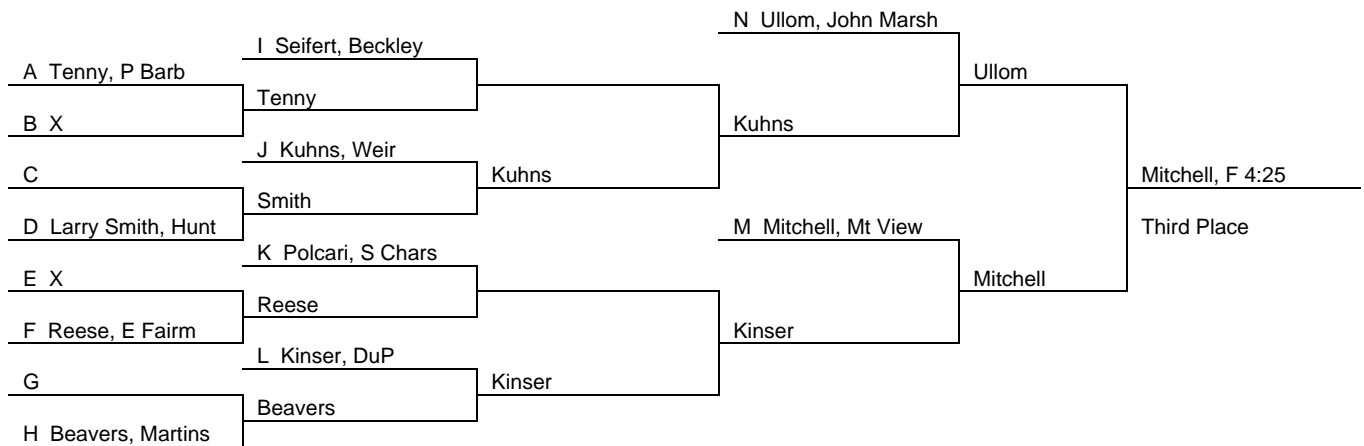 N Ullom, John Marsh
I Seifert, Beckley
A Tenny, P Barb
Ullom
Tenny
B X
Kuhns
J Kuhns, Weir
C
Kuhns
Mitchell, F 4:25
Smith
D Larry Smith, Hunt
M Mitchell, Mt View
Third Place
K Polcari, S Chars
E X
Mitchell
Reese
F Reese, E Fairm
Kinser
L Kinser, DuP
G
Kinser
Beavers
H Beavers, Martins